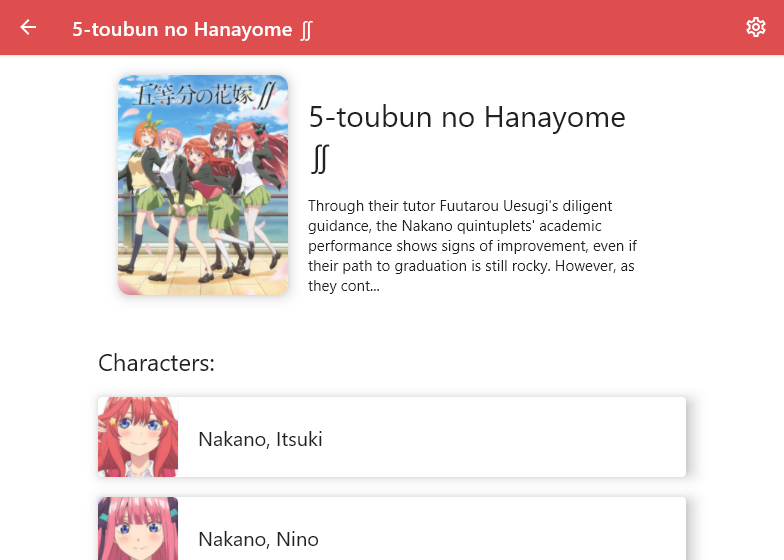 5-toubun no Hanayome ∬
五等分の花嫁 ∬
5-toubun no Hanayome
∬
Through their tutor Fuutarou Uesugi's diligent
guidance, the Nakano quintuplets' academic
performance shows signs of improvement, even if
their path to graduation is still rocky. However, as
they cont...
Characters:
Nakano, Itsuki
Nakano, Nino